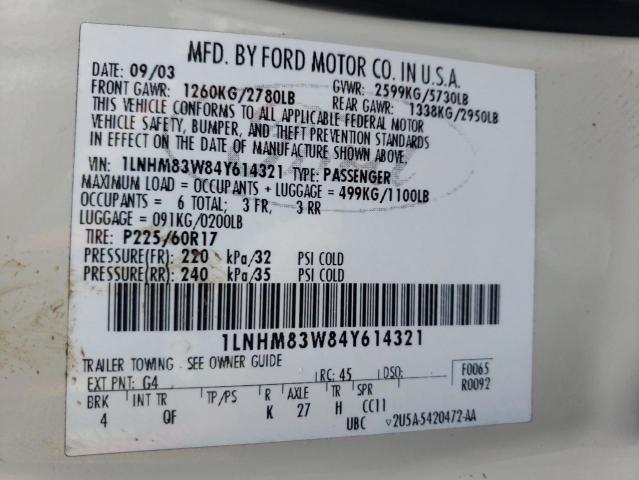 MFD. BY FORD MOTOR CO. IN U.S.A.
DATE: 09/03 GVWR: 2599KG/5730LB
FRONT GAWR: 1260KG/2780LB REAR GAWR: 1338KG/2950LB
THIS VEHICLE CONFORMS TO ALL APPLICABLE FEDERAL MOTOR
VEHICLE SAFETY, BUMPER, AND THEFT PREVENTION STANDARDS
IN EFFECT ON THE DATE OF MANUFACTURE SHOWN ABOVE.
VIN: 1LNHM83W84Y614321 TYPE: PASSENGER
MAXIMUM LOAD = OCCUPANTS + LUGGAGE = 499KG/1100LB
OCCUPANTS = 6 TOTAL; 3 FR, 3 RR
LUGGAGE = 091KG/0200LB
TIRE: P225/60R17
PRESSURE(FR) 220 kPa/32 PSI COLD
PRESSURE(RR) 240 kPa/35 PSI COLD
1LNHM83W84Y614321
TRAILER TOWING - SEE OWNER GUIDE
EXT PNT: G4 RC: 45 DSO: F0065
R0092
BRK INT TR TP/PS R AXLE TR SPR
4 QF K 27 H CC11
UBC 2U5A-5420472-AA